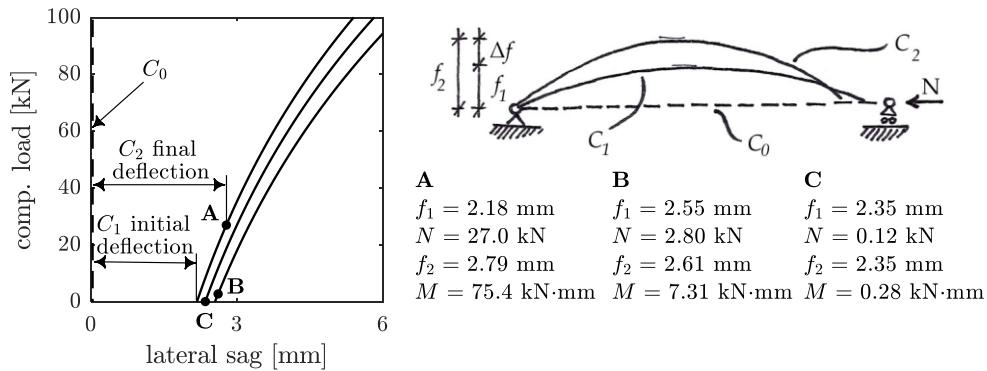 100
80
60
40
20
0
0
3
6
comp. load [kN]
lateral sag [mm]
C₀
C₂ final
deflection
C₁ initial
deflection
A
B
C
f₂
Δf
f₁
C₂
N
C₁
C₀
A
f₁ = 2.18 mm
N = 27.0 kN
f₂ = 2.79 mm
M = 75.4 kN·mm
B
f₁ = 2.55 mm
N = 2.80 kN
f₂ = 2.61 mm
M = 7.31 kN·mm
C
f₁ = 2.35 mm
N = 0.12 kN
f₂ = 2.35 mm
M = 0.28 kN·mm